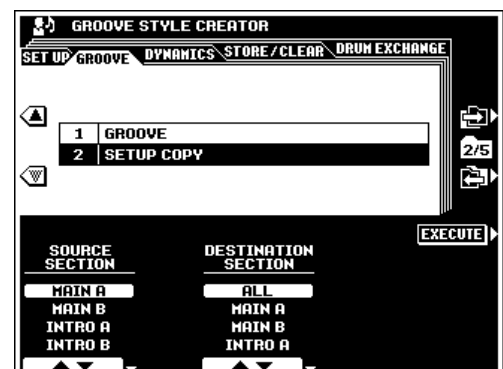 GROOVE STYLE CREATOR
SET UP GROOVE DYNAMICS STORE/CLEAR DRUM EXCHANGE
1 GROOVE
2 SETUP COPY
2/5
EXECUTE
SOURCE SECTION
DESTINATION SECTION
MAIN A ALL
MAIN B MAIN A
INTRO A MAIN B
INTRO B INTRO A